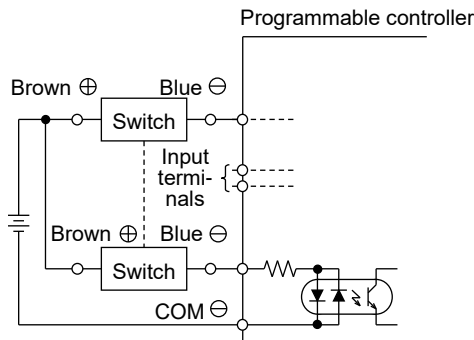 Programmable controller
Brown ⊕
Blue ⊖
Switch
Input
termi-
nals
Brown ⊕
Blue ⊖
Switch
COM ⊖